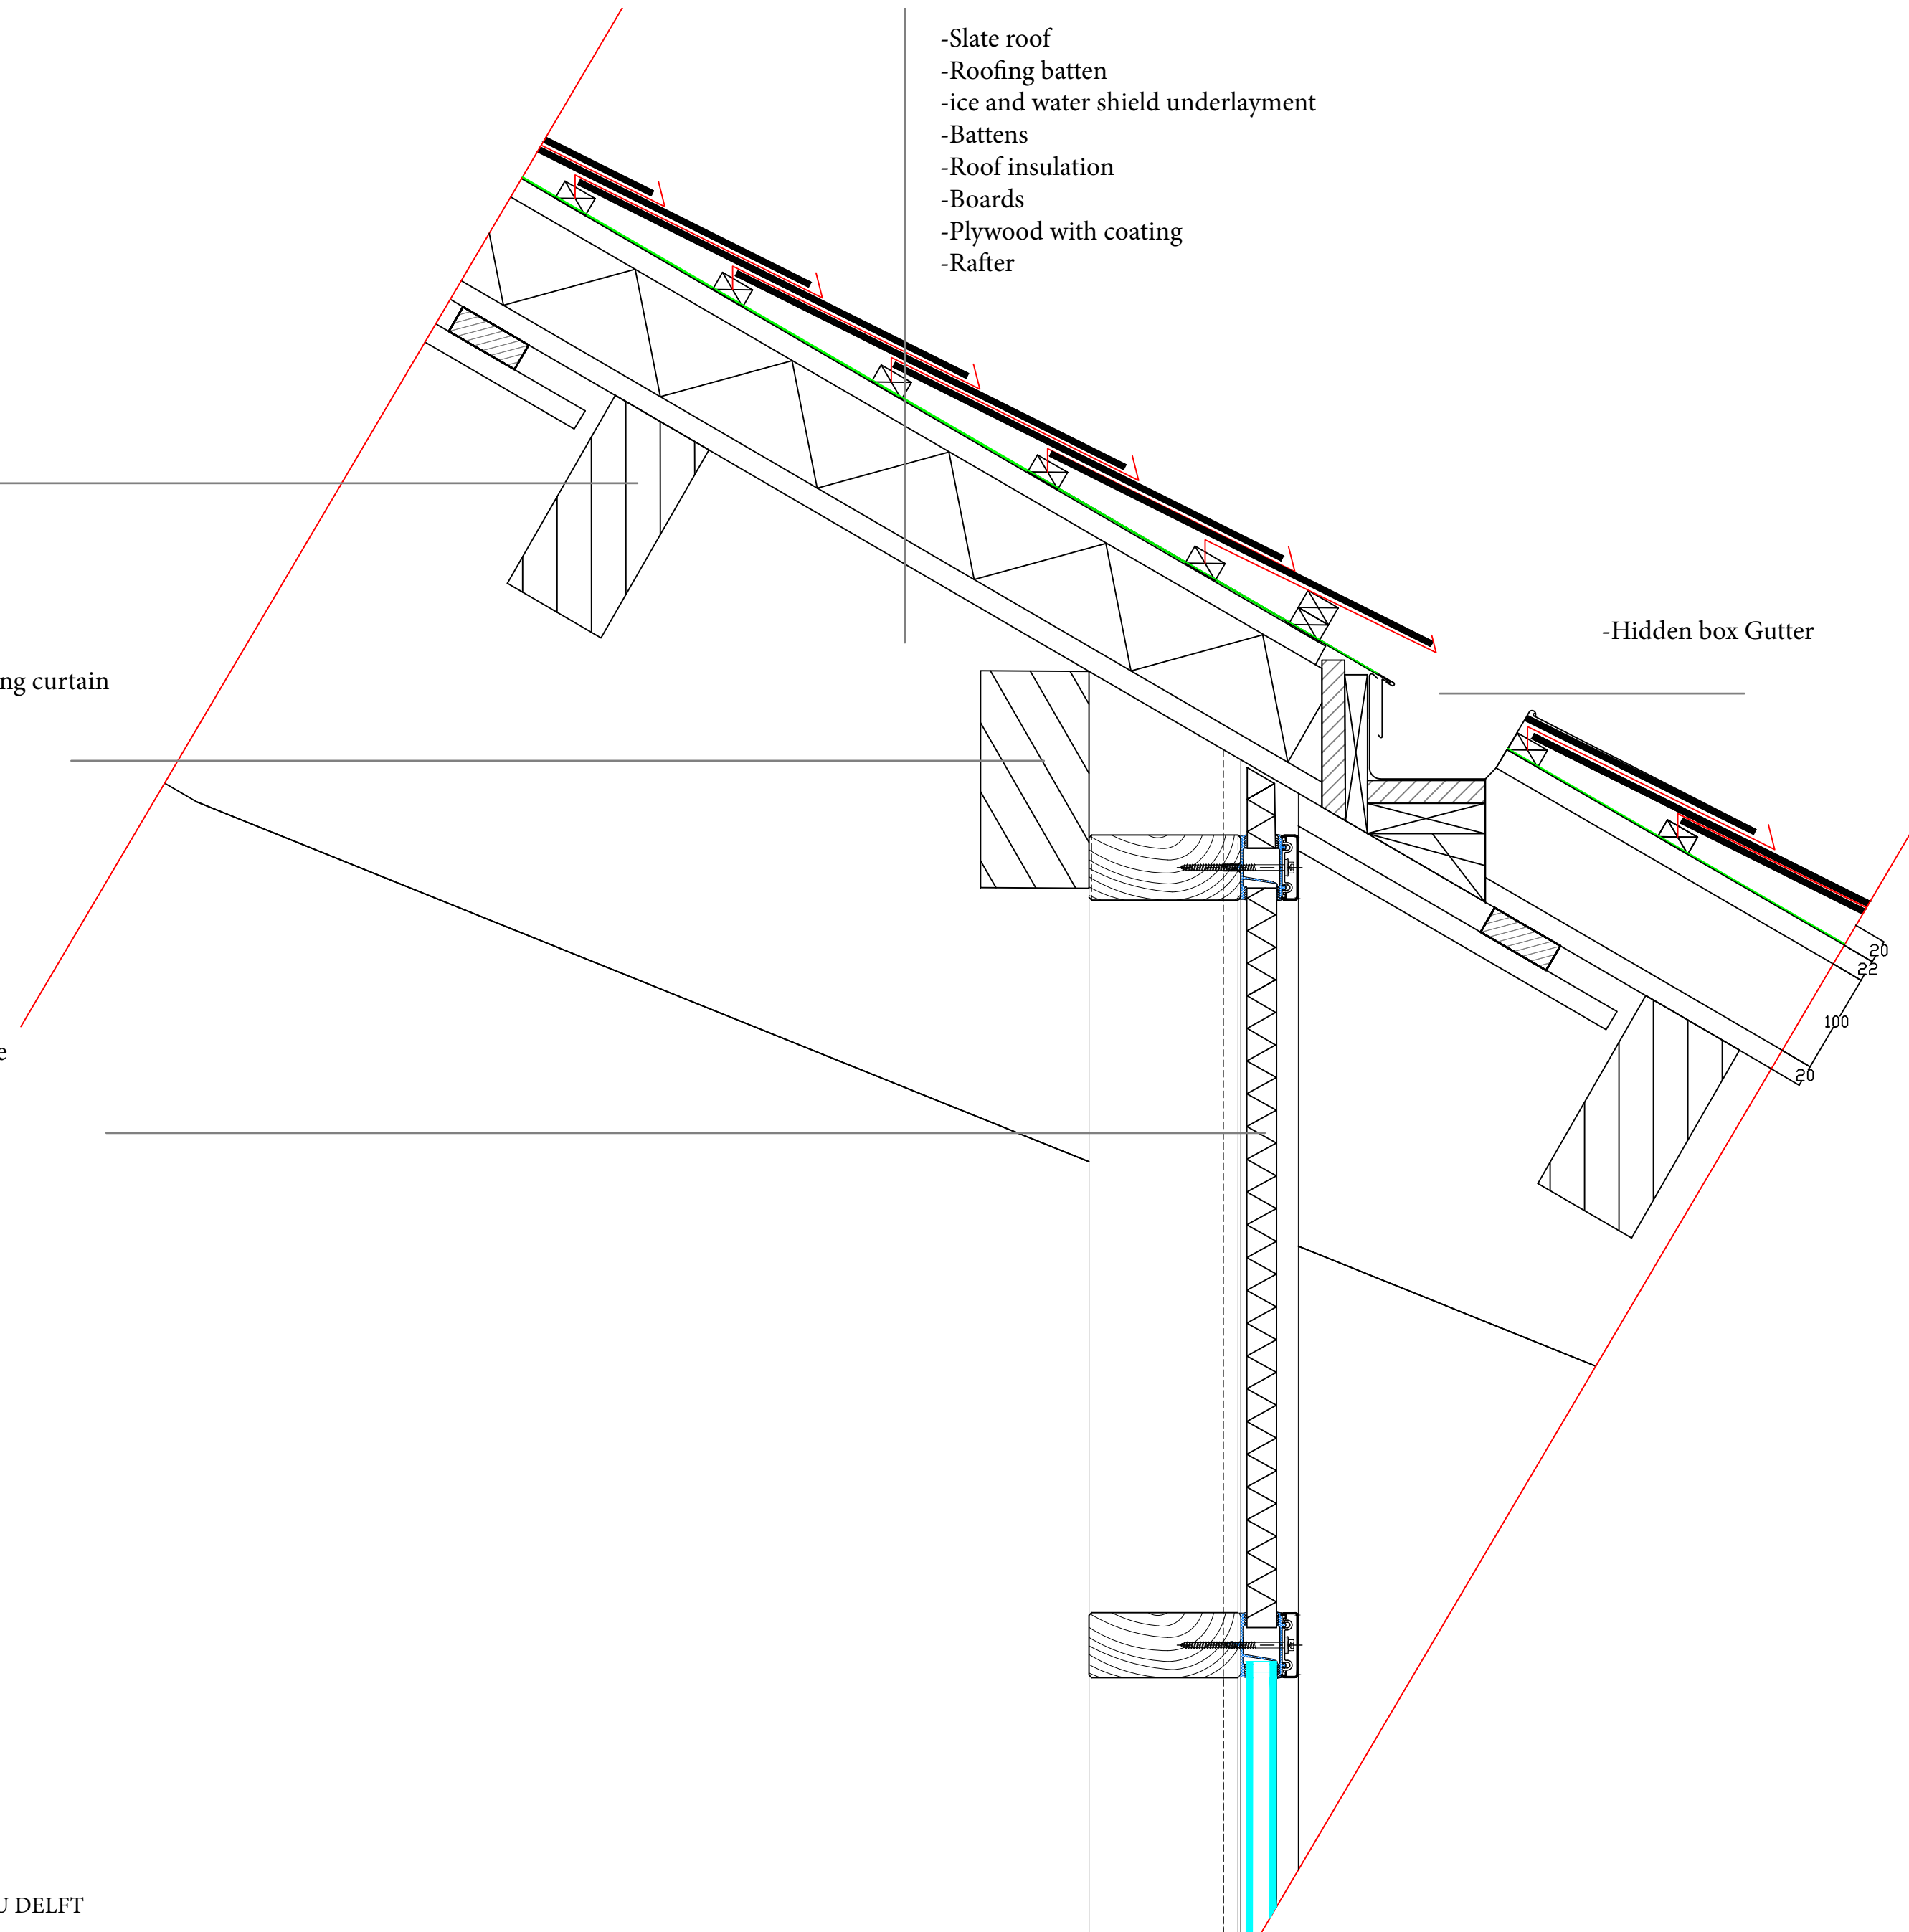 -Slate roof
-Roofing batten
-ice and water shield underlayment
-Battens
-Roof insulation
-Boards
-Plywood with coating
-Rafter
-Hidden box Gutter
ng curtain
20
22
100
20
e
U DELFT